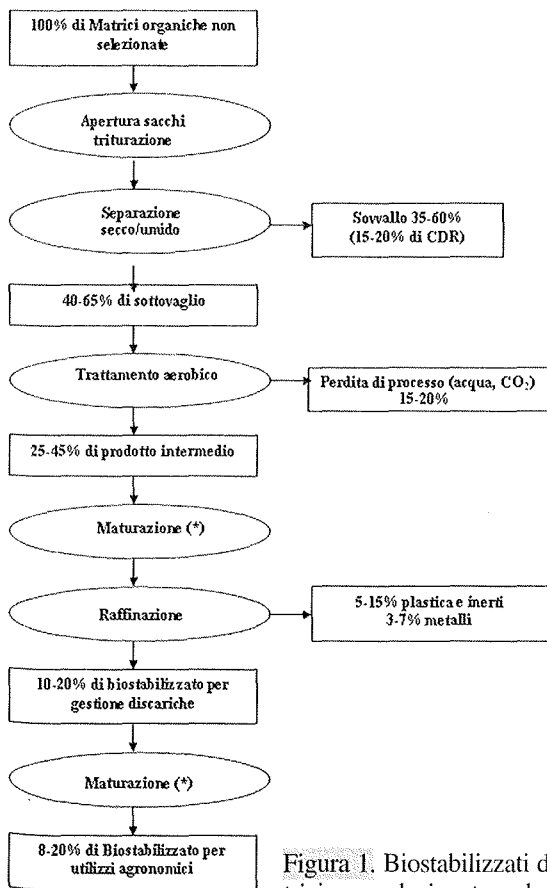 100% di Matrici organiche non
selezionate
Apertura sacchi
triturazione
Separazione
secco/umido
Sovvallo 35-60%
(15-20% di CDR)
40-65% di sottovaglio
Trattamento aerobico
Perdita di processo (acqua, CO2)
15-20%
25-45% di prodotto intermedio
Maturazione (*)
Raffinazione
5-15% plastica e inerti
3-7% metalli
10-20% di biostabilizzato per
gestione discariche
Maturazione (*)
8-20% di Biostabilizzato per
utilizzi agronomici
Figura 1. Biostabilizzati d